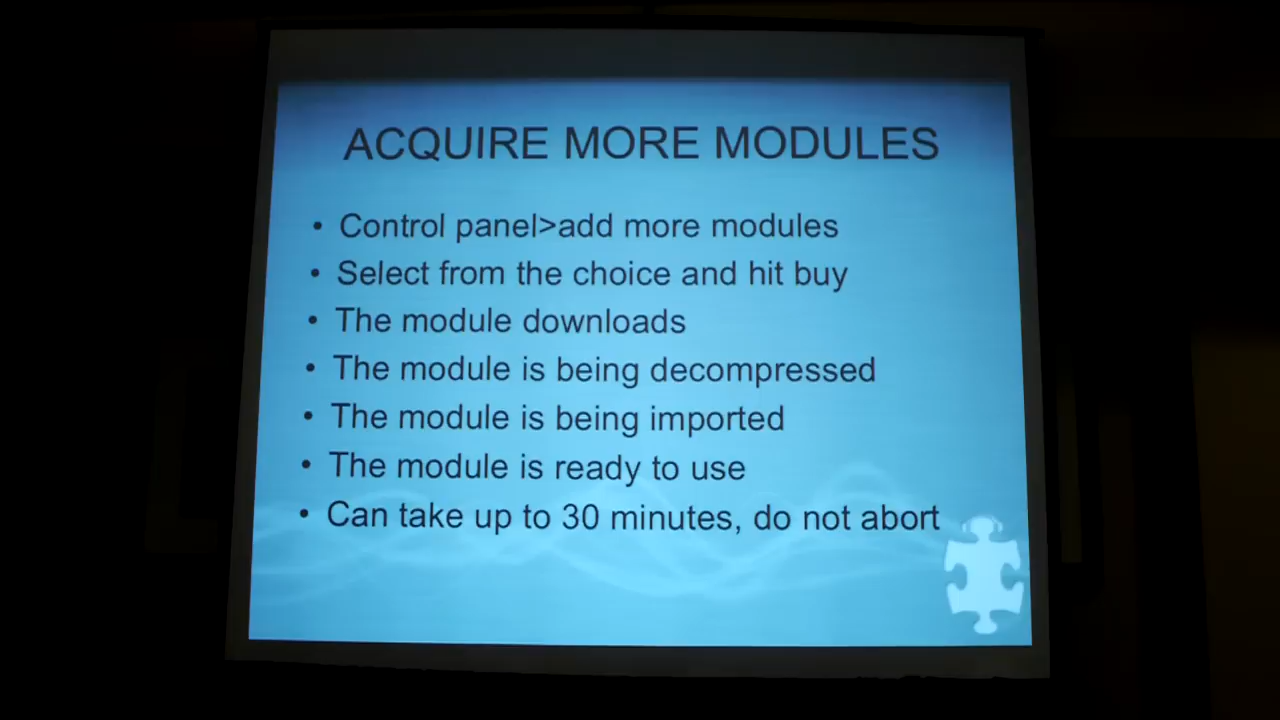 ACQUIRE MORE MODULES
• Control panel>add more modules
• Select from the choice and hit buy
• The module downloads
• The module is being decompressed
• The module is being imported
• The module is ready to use
• Can take up to 30 minutes, do not abort